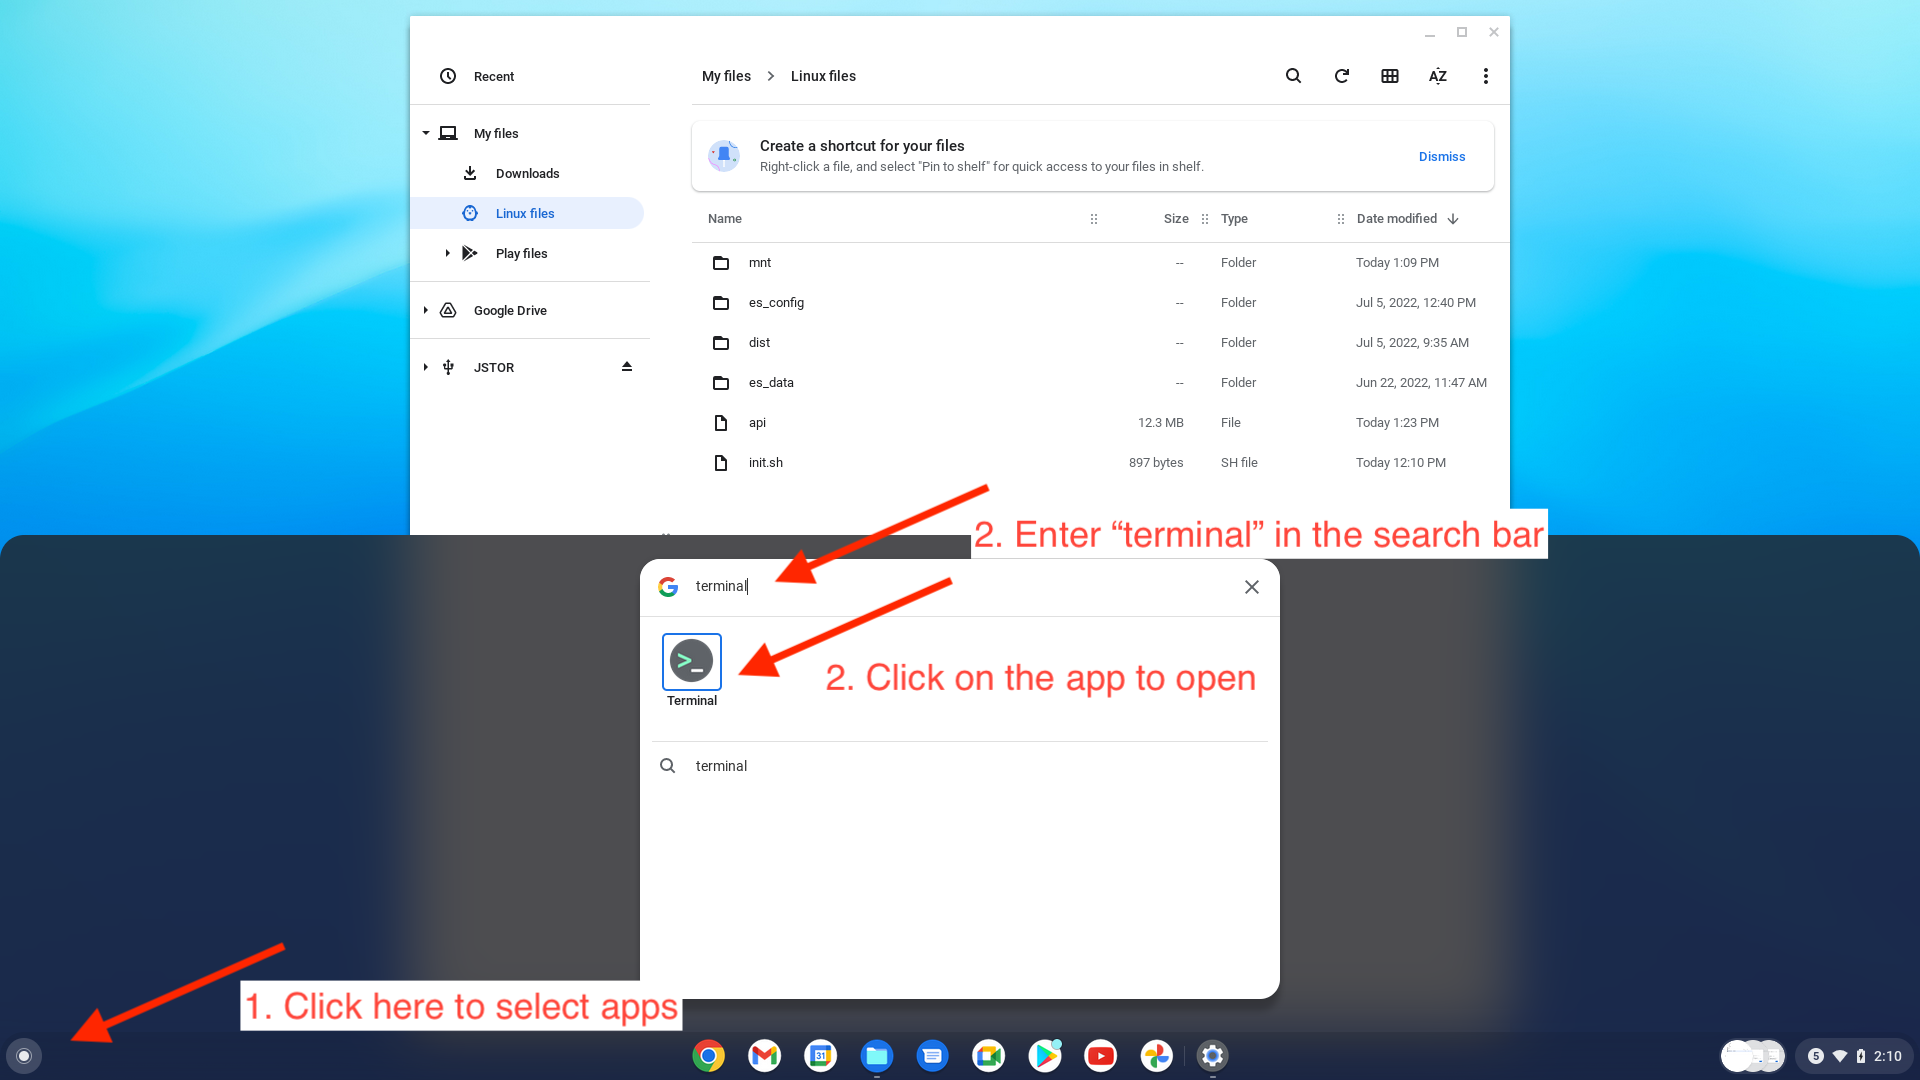 Recent
My files
Downloads
Linux files
Play files
Google Drive
JSTOR
My files > Linux files
AZ
Create a shortcut for your files
Right-click a file, and select "Pin to shelf" for quick access to your files in shelf.
Dismiss
Name Size Type Date modified
mnt -- Folder Today 1:09 PM
es_config -- Folder Jul 5, 2022, 12:40 PM
dist -- Folder Jul 5, 2022, 9:35 AM
es_data -- Folder Jun 22, 2022, 11:47 AM
api 12.3 MB File Today 1:23 PM
init.sh 897 bytes SH file Today 12:10 PM
2. Enter “terminal” in the search bar
terminal
2. Click on the app to open
Terminal
terminal
1. Click here to select apps
31
5 2:10